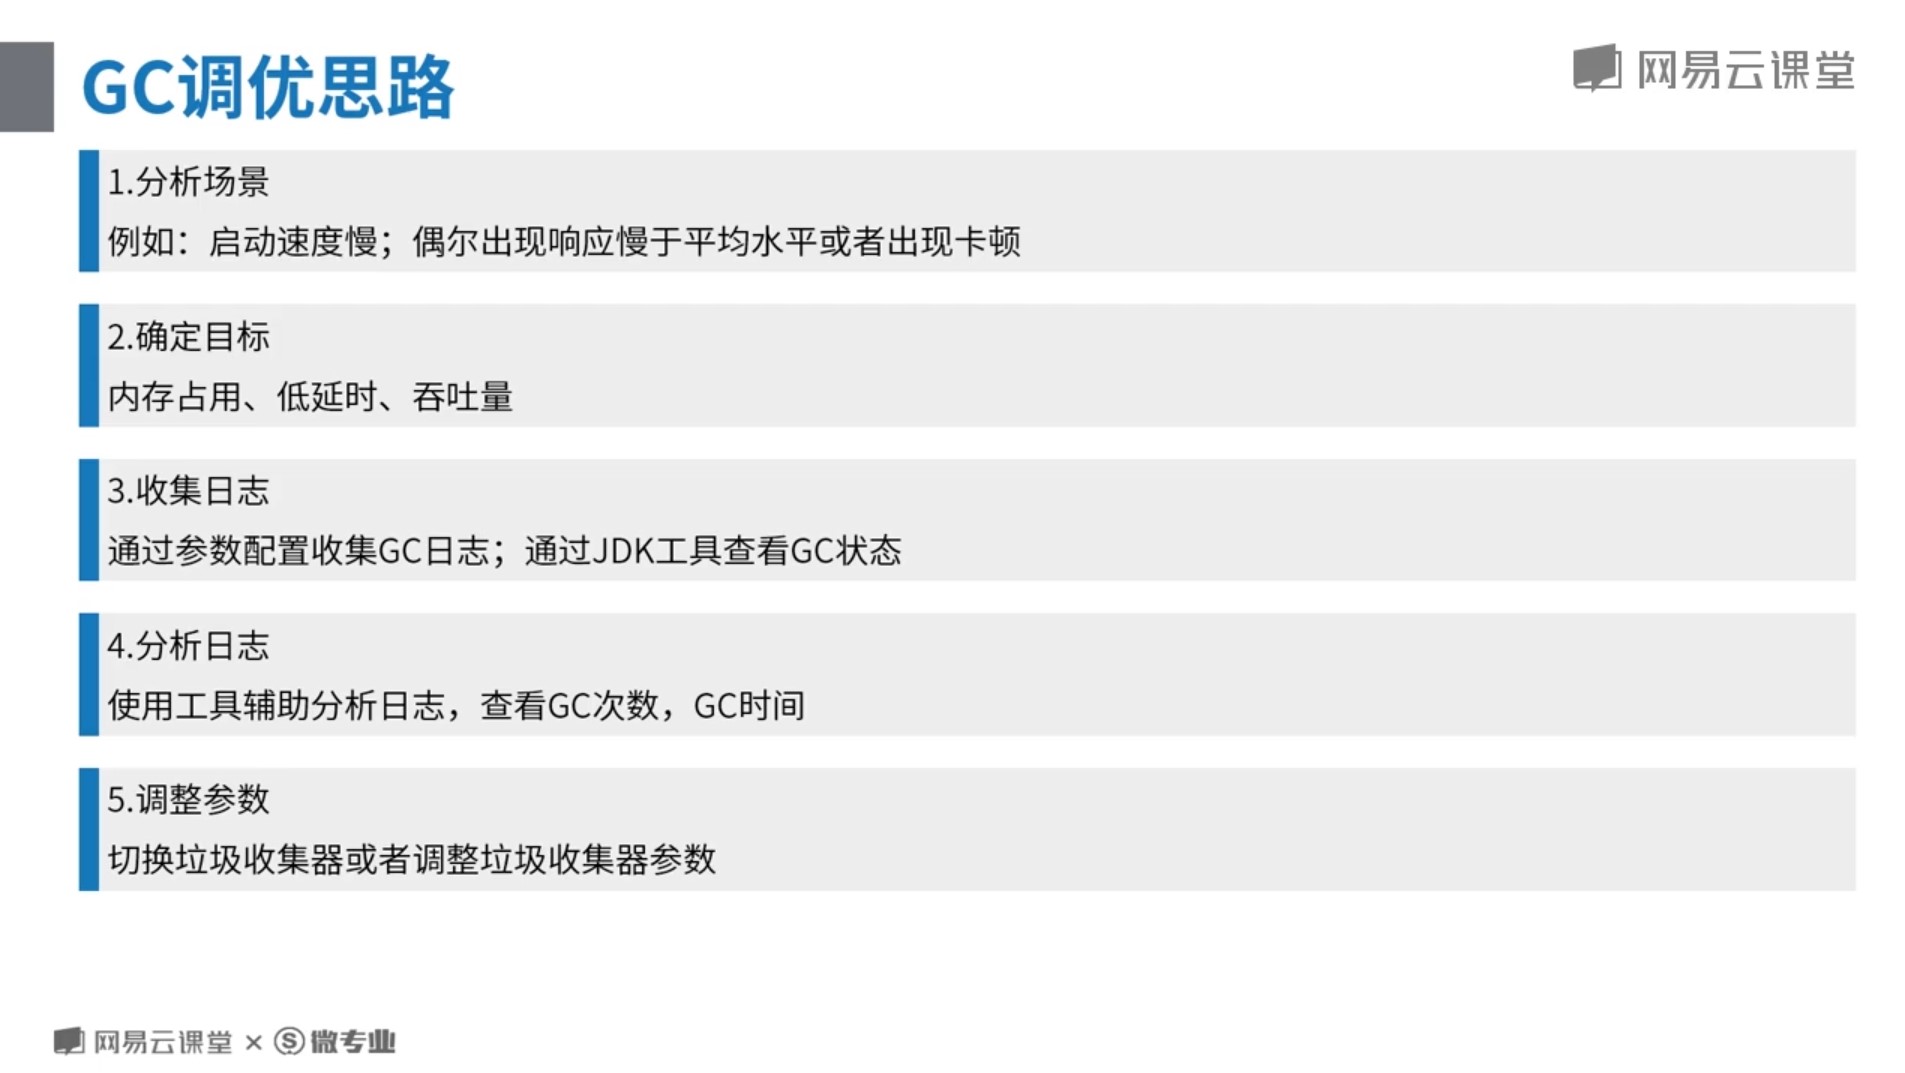 GC调优思路
网易云课堂
1.分析场景
例如：启动速度慢；偶尔出现响应慢于平均水平或者出现卡顿
2.确定目标
内存占用、低延时、吞吐量
3.收集日志
通过参数配置收集GC日志；通过JDK工具查看GC状态
4.分析日志
使用工具辅助分析日志，查看GC次数，GC时间
5.调整参数
切换垃圾收集器或者调整垃圾收集器参数
网易云课堂 × Ⓢ微专业